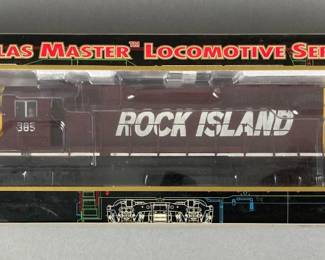 LAS MASTER™ LOCOMOTIVE SER
385
ROCK ISLAND